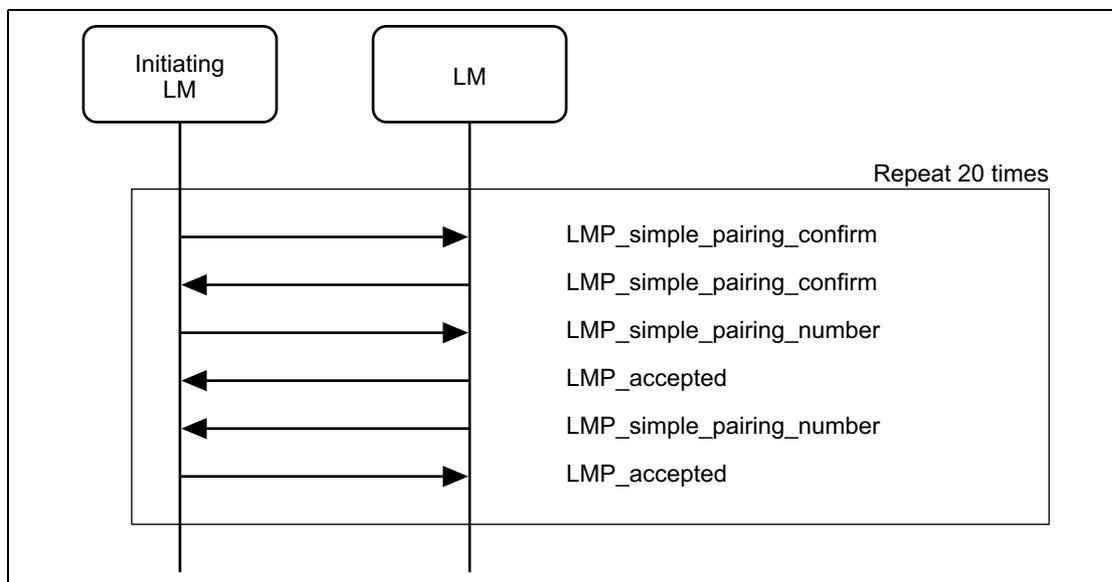 Initiating
LM
LM
Repeat 20 times
LMP_simple_pairing_confirm
LMP_simple_pairing_confirm
LMP_simple_pairing_number
LMP_accepted
LMP_simple_pairing_number
LMP_accepted